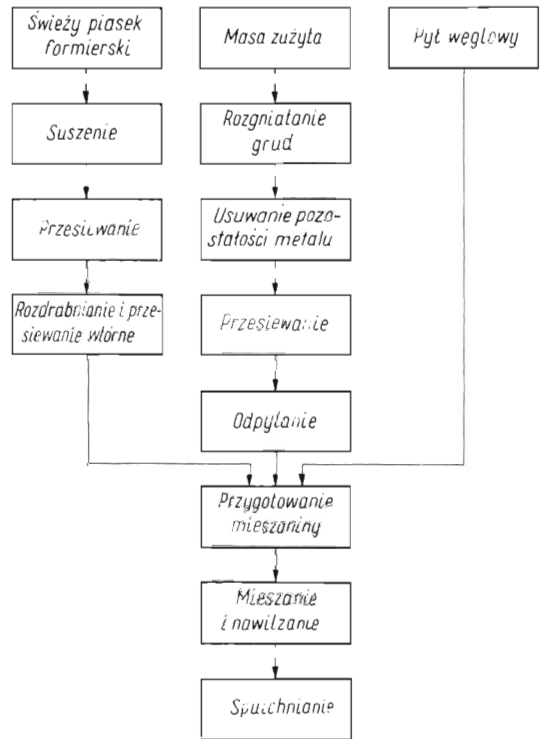 Świeży piasek
formierski
Suszenie
Przesiewanie
Rozdrabnianie i prze-
siewanie wtórne
Masa zużyta
Rozgniatanie
grud
Usuwanie pozo-
stałości metalu
Przesiewanie
Odpylanie
Pył węglowy
Przygotowanie
mieszaniny
Mieszanie
i nawilżanie
Spulchnianie